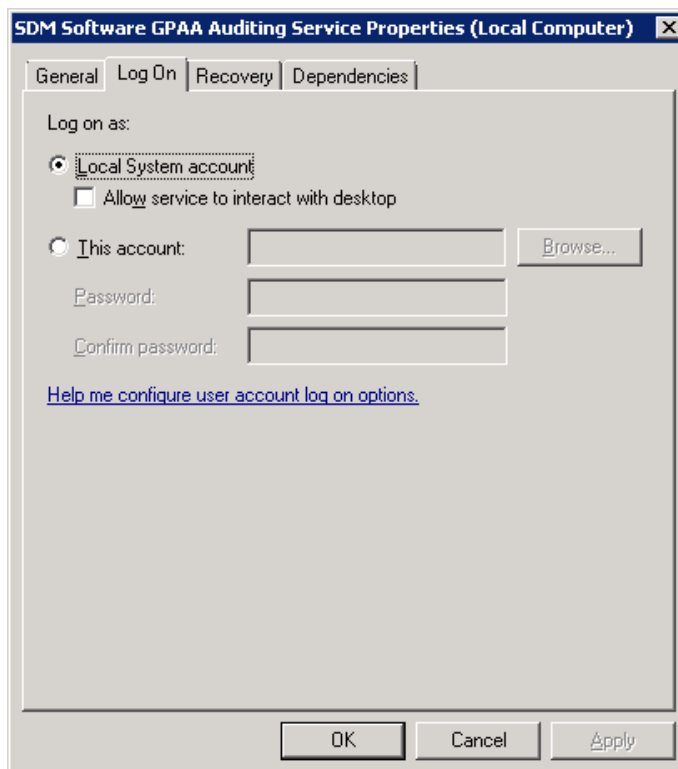 SDM Software GPAA Auditing Service Properties (Local Computer)
General Log On Recovery Dependencies
Log on as:
Local System account
Allow service to interact with desktop
This account: Browse...
Password:
Confirm password:
Help me configure user account log on options.
OK Cancel Apply